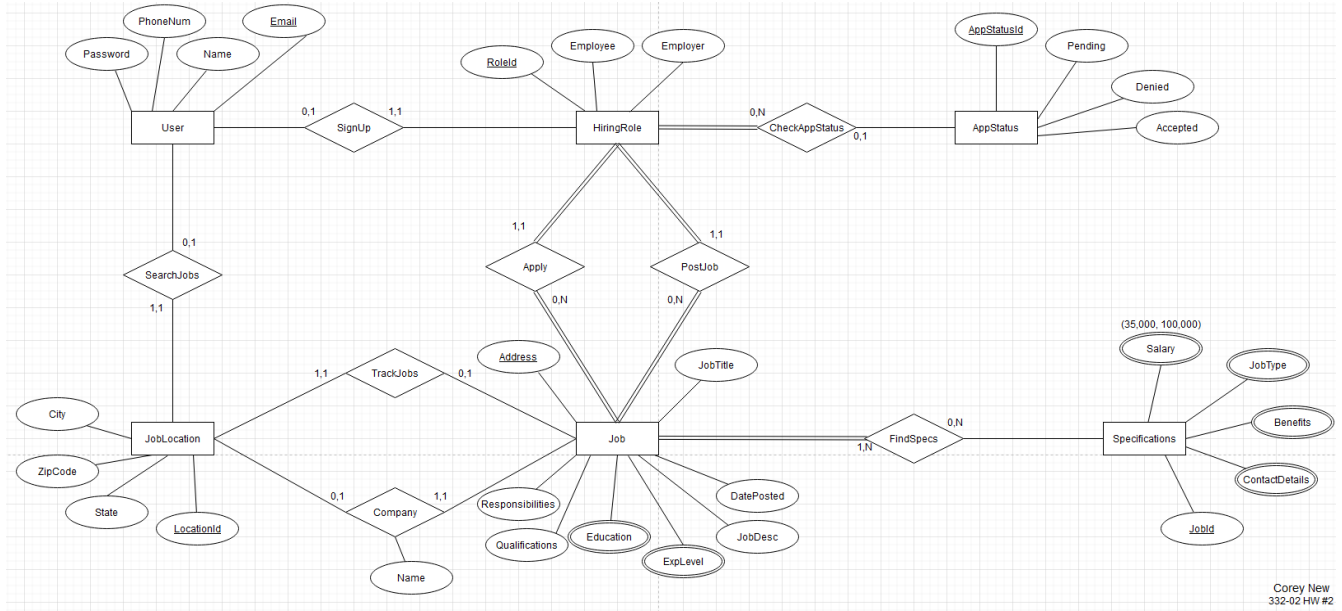 PhoneNum
Email
Password
Name
User
0,1
SignUp
1,1
RoleId
Employee
Employer
HiringRole
0,N
CheckAppStatus
0,1
AppStatusId
Pending
Denied
Accepted
AppStatus
0,1
SearchJobs
1,1
1,1
Apply
0,N
1,1
PostJob
0,N
City
ZipCode
State
LocationId
JobLocation
1,1
TrackJobs
0,1
0,1
Company
1,1
Name
Address
JobTitle
Job
Responsibilities
Qualifications
Education
ExpLevel
JobDesc
DatePosted
1,N
FindSpecs
0,N
(35,000, 100,000)
Salary
JobType
Benefits
ContactDetails
JobId
Specifications
Corey New
332-02 HW #2